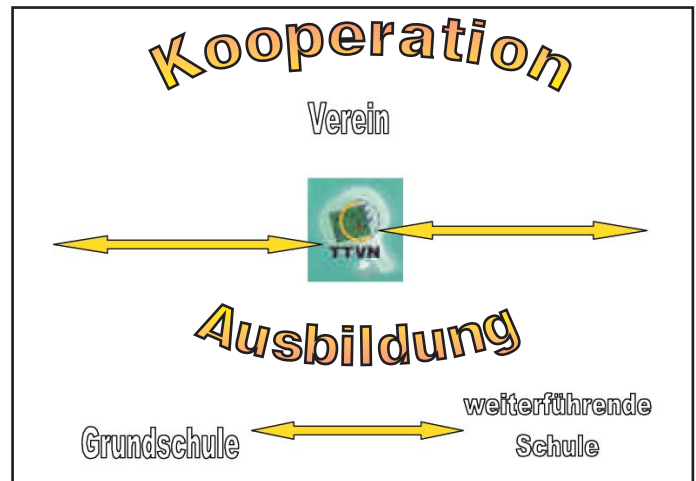 Kooperation
Verein
TTVN
Ausbildung
Grundschule
weiterführende
Schule